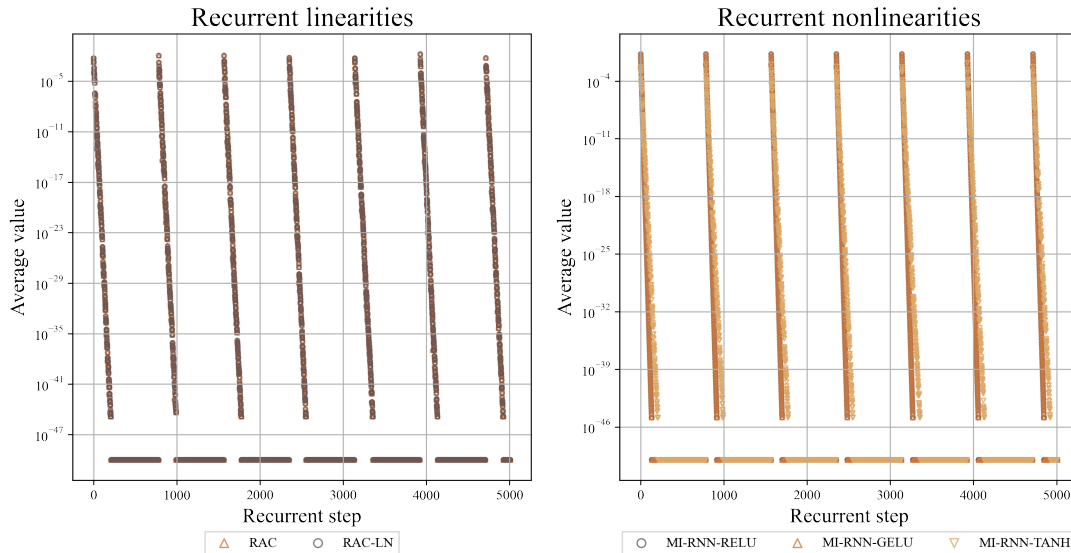 Recurrent linearities
Average value
10⁻⁵
10⁻¹¹
10⁻¹⁷
10⁻²³
10⁻²⁹
10⁻³⁵
10⁻⁴¹
10⁻⁴⁷
0 1000 2000 3000 4000 5000
Recurrent step
RAC RAC-LN
Recurrent nonlinearities
Average value
10⁻⁴
10⁻¹¹
10⁻¹⁸
10⁻²⁵
10⁻³²
10⁻³⁹
10⁻⁴⁶
0 1000 2000 3000 4000 5000
Recurrent step
MI-RNN-RELU MI-RNN-GELU MI-RNN-TANH